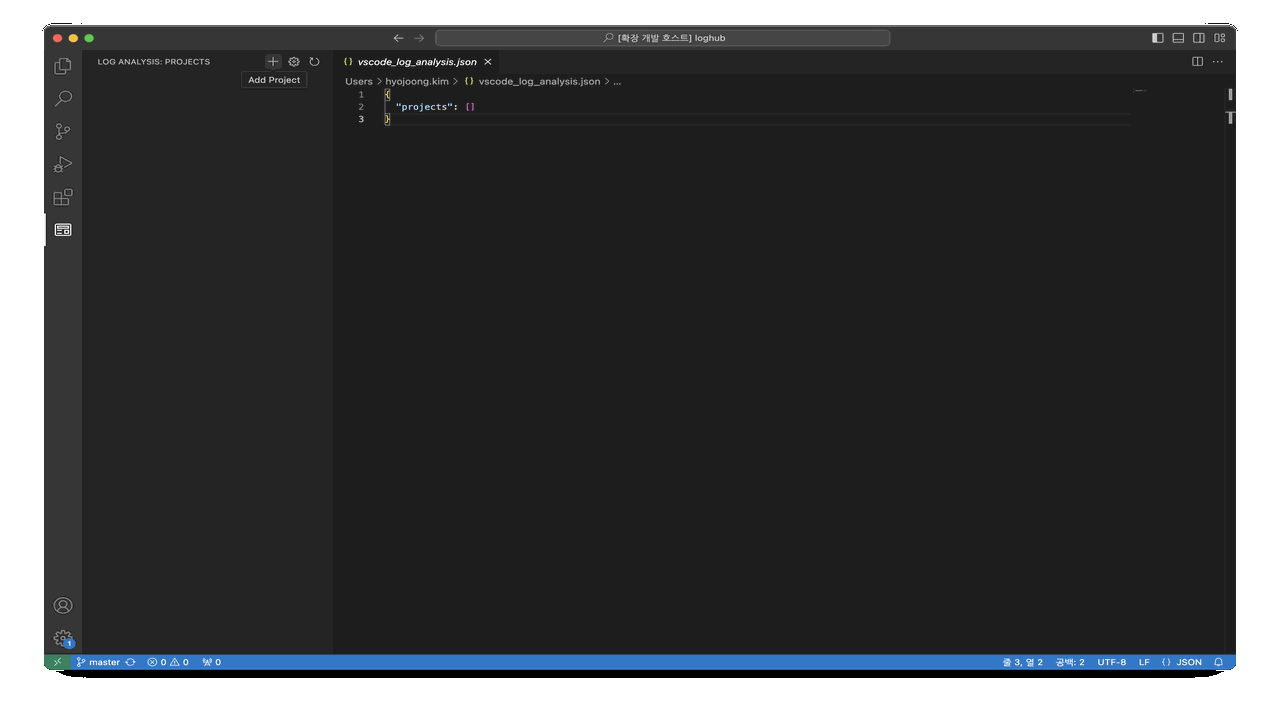 [확장 개발 호스트] loghub
LOG ANALYSIS: PROJECTS
Add Project
{} vscode_log_analysis.json
Users > hyojoong.kim > {} vscode_log_analysis.json > ...
1 {
2 "projects": []
3 }
1
master
0 0
0
줄 3, 열 2
공백: 2
UTF-8
LF
{} JSON